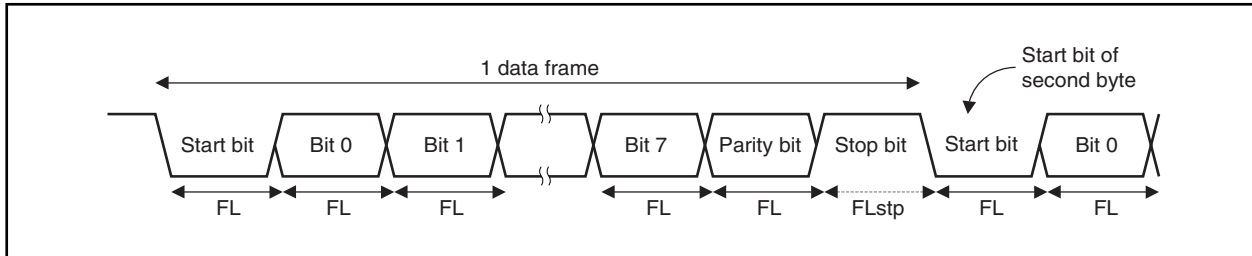 1 data frame
Start bit of
second byte
Start bit
Bit 0
Bit 1
Bit 7
Parity bit
Stop bit
Start bit
Bit 0
FL
FL
FL
FL
FL
FLstp
FL
FL